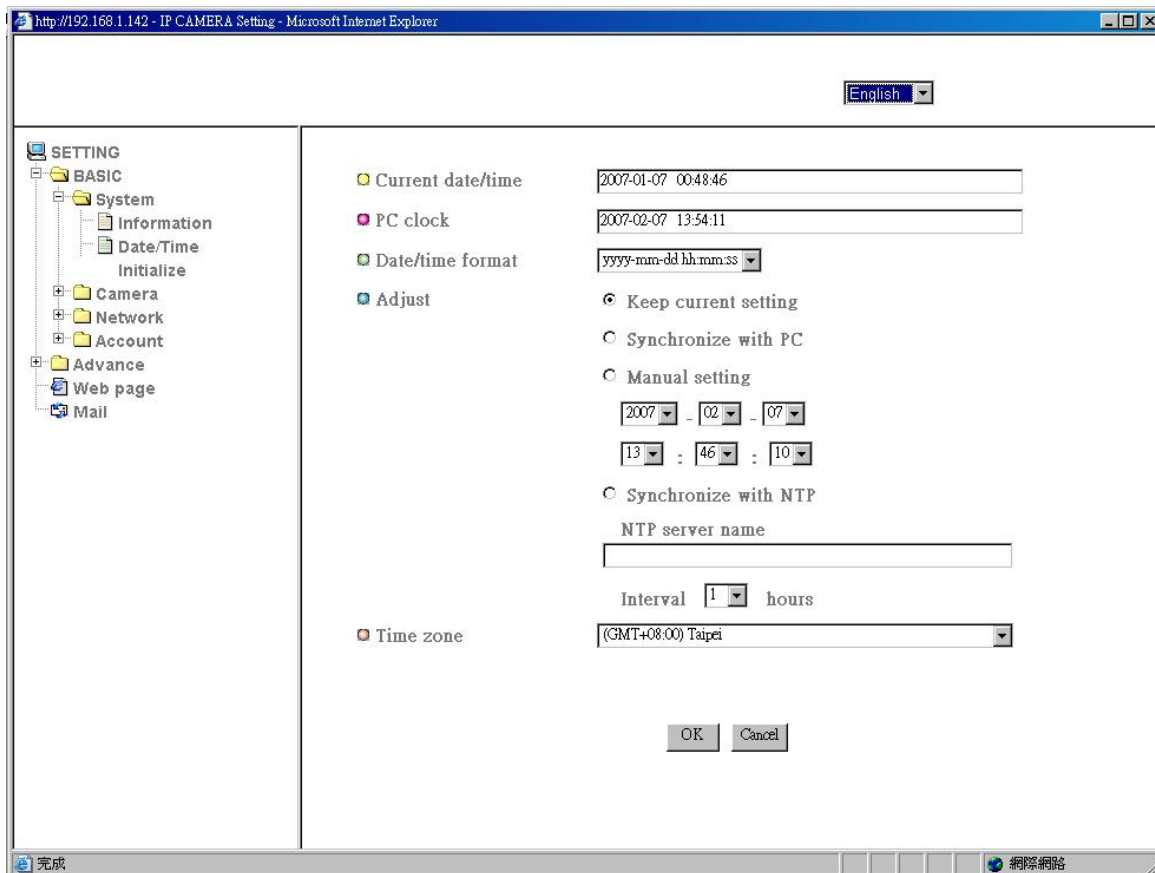 http://192.168.1.142 - IP CAMERA Setting - Microsoft Internet Explorer
English
SETTING
BASIC
System
Information
Date/Time
Initialize
Camera
Network
Account
Advance
Web page
Mail
Current date/time 2007-01-07 00:48:46
PC clock 2007-02-07 13:54:11
Date/time format yyyy-mm-dd hh:mm:ss
Adjust Keep current setting
Synchronize with PC
Manual setting
2007 - 02 - 07
13 : 46 : 10
Synchronize with NTP
NTP server name
Interval 1 hours
Time zone (GMT+08:00) Taipei
OK Cancel
完成 網際網路